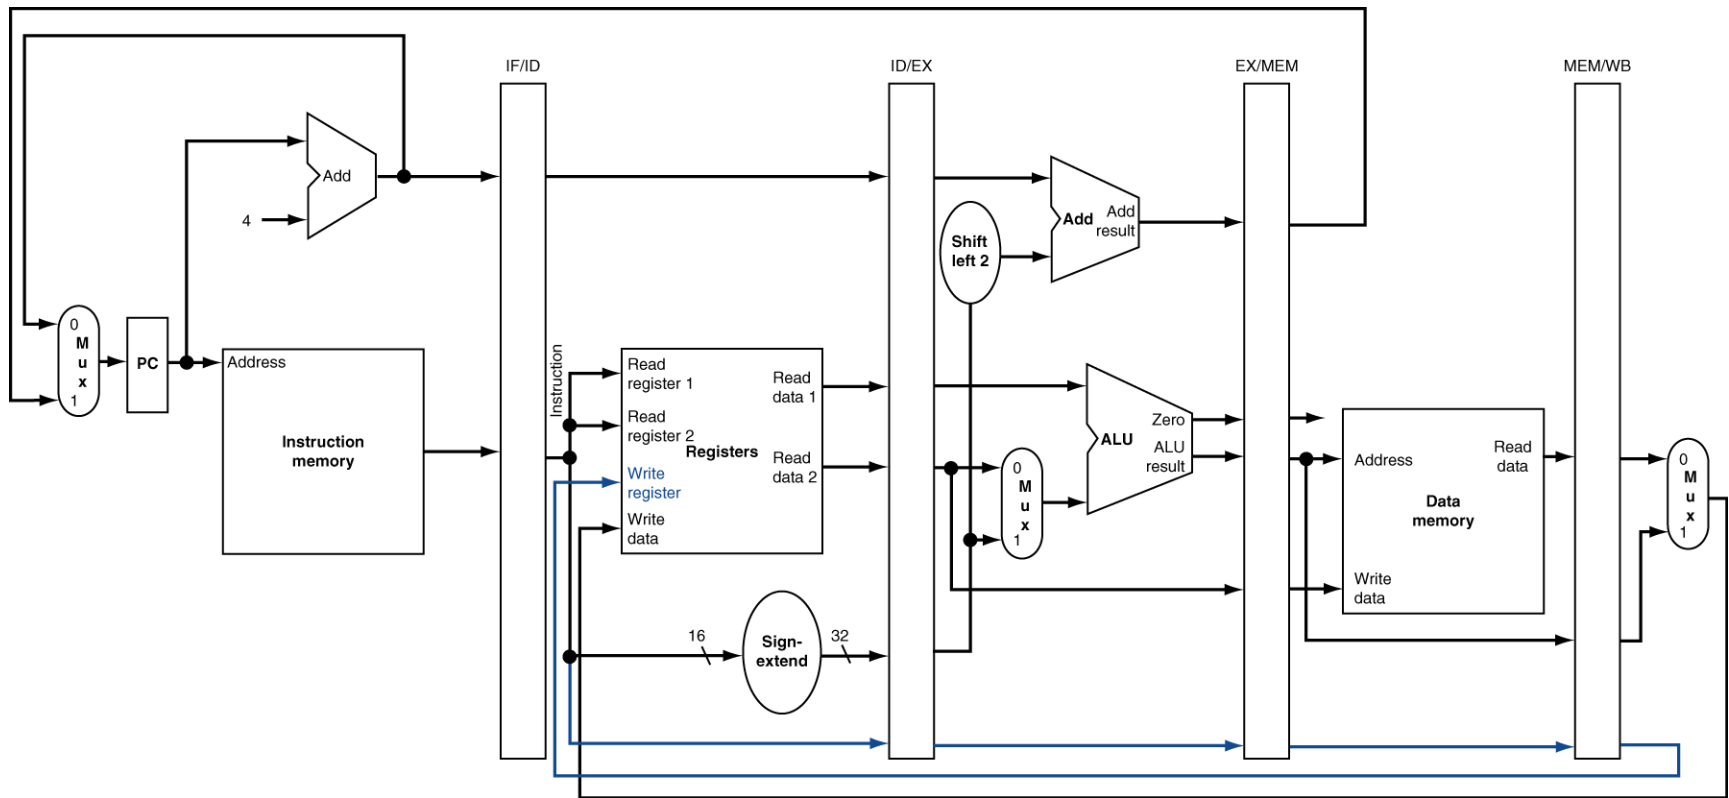 IF/ID
ID/EX
EX/MEM
MEM/WB
Add
4
Add
Add
result
Shift
left 2
0
M
u
x
1
PC
Address
Instruction
memory
Instruction
Read
register 1
Read
register 2
Registers
Write
register
Write
data
Read
data 1
Read
data 2
16
Sign-
extend
32
0
M
u
x
1
Zero
ALU
ALU
result
Address
Read
data
Data
memory
Write
data
0
M
u
x
1